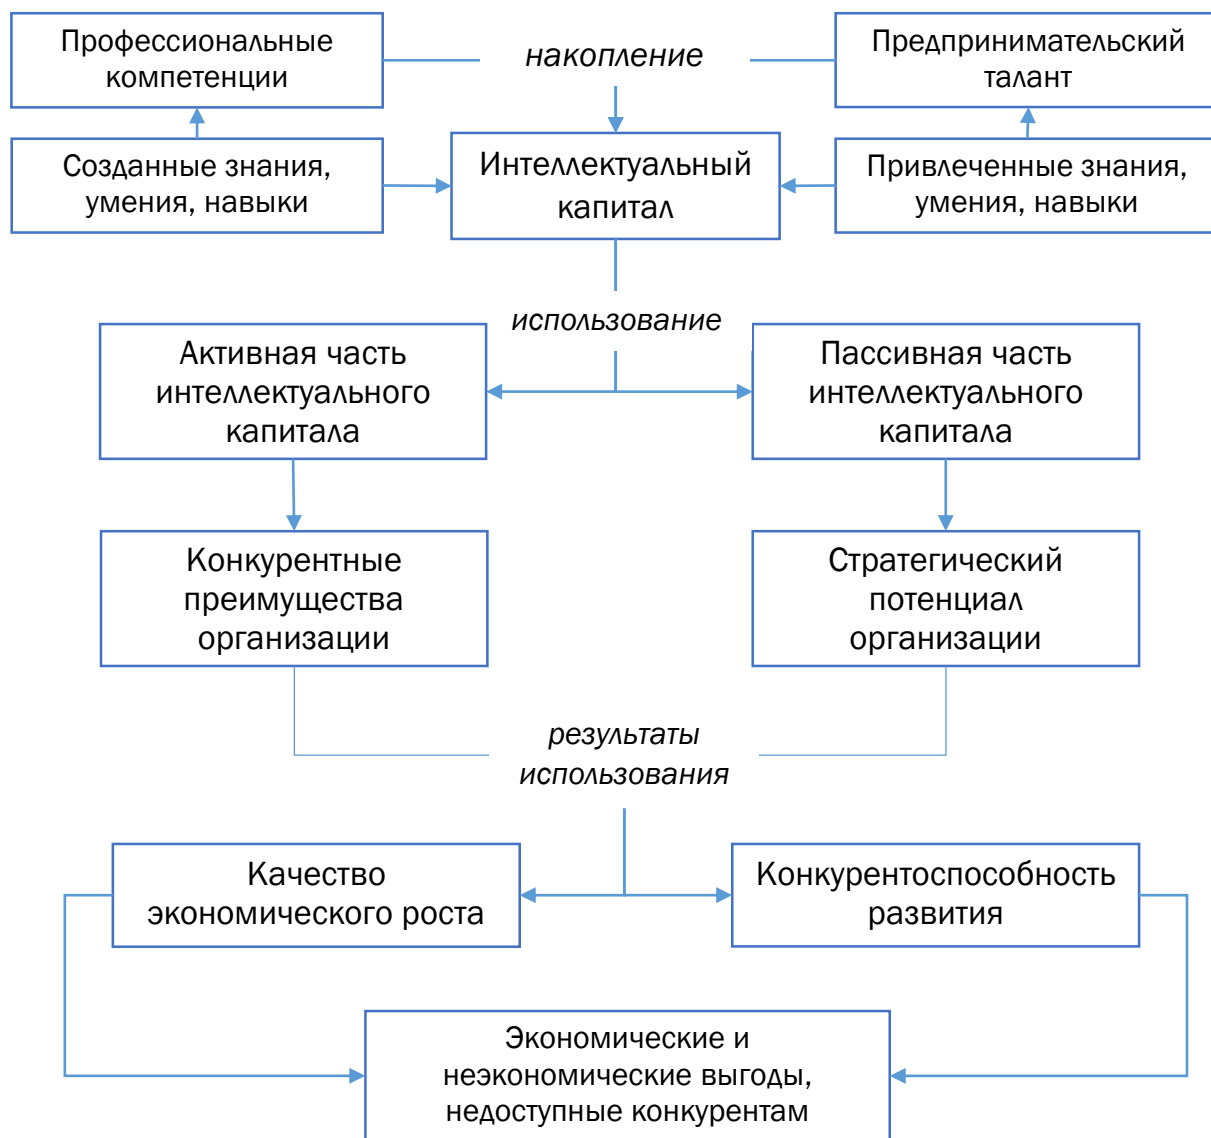 Профессиональные
компетенции
накопление
Предпринимательский
талант
Созданные знания,
умения, навыки
Интеллектуальный
капитал
Привлеченные знания,
умения, навыки
использование
Активная часть
интеллектуального
капитала
Пассивная часть
интеллектуального
капитала
Конкурентные
преимущества
организации
Стратегический
потенциал
организации
результаты
использования
Качество
экономического роста
Конкурентоспособность
развития
Экономические и
неэкономические выгоды,
недоступные конкурентам